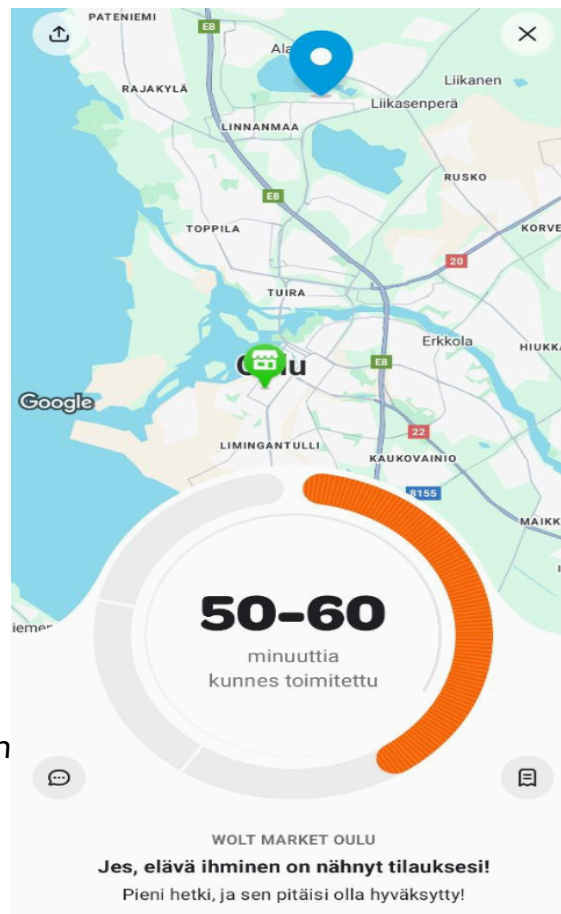 PATENIEMI
E8
Ala
RAJAKYLÄ
Liikanen
Liikasenperä
LINNANMAA
RUSKO
E8
TOPPILA
KORVE
20
TUIRA
Erkkola
HIUKK
E8
Google
22
LIMINGANTULLI
KAUKOVAINIO
8155
MAIKK
iemer
50–60
minuuttia
kunnes toimitettu
n
WOLT MARKET OULU
Jes, elävä ihminen on nähnyt tilauksesi!
Pieni hetki, ja sen pitäisi olla hyväksytty!